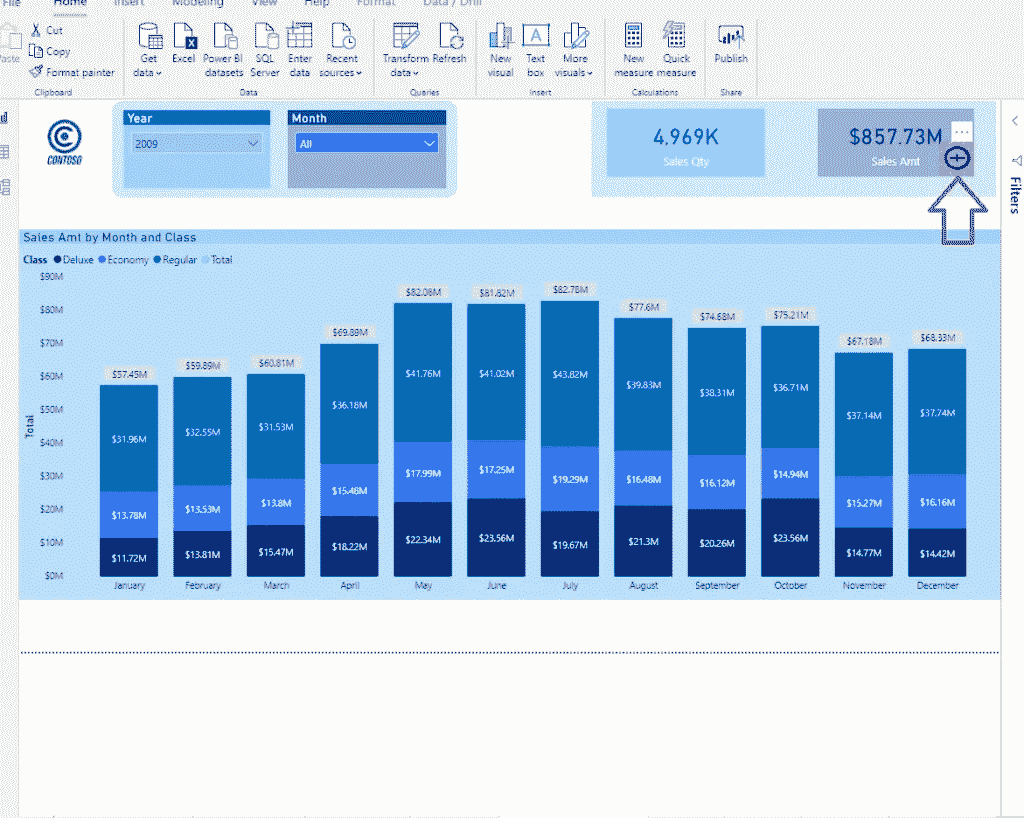 File Home Insert Modeling View Help Format Data / Drill
Paste
Cut
Copy
Format painter
Clipboard
Get data
Excel
Power BI datasets
SQL Server
Enter data
Recent sources
Data
Transform data
Refresh
Queries
New visual
Text box
More visuals
Insert
New measure
Quick measure
Calculations
Publish
Share
CONTOSO
Year
2009
Month
All
4,969K
Sales Qty
$857.73M
Sales Amt
Filters
Sales Amt by Month and Class
Class Deluxe Economy Regular Total
Total
$90M
$80M
$70M
$60M
$50M
$40M
$30M
$20M
$10M
$0M
$57.45M $59.89M $60.81M $69.89M $82.08M $81.82M $82.78M $77.6M $74.68M $75.21M $67.18M $68.33M
$31.96M $32.55M $31.53M $36.18M $41.76M $41.02M $43.82M $39.83M $38.31M $36.71M $37.14M $37.74M
$13.78M $13.53M $13.8M $15.48M $17.99M $17.25M $19.29M $16.48M $16.12M $14.94M $15.27M $16.16M
$11.72M $13.81M $15.47M $18.22M $22.34M $23.56M $19.67M $21.3M $20.26M $23.56M $14.77M $14.42M
January February March April May June July August September October November December